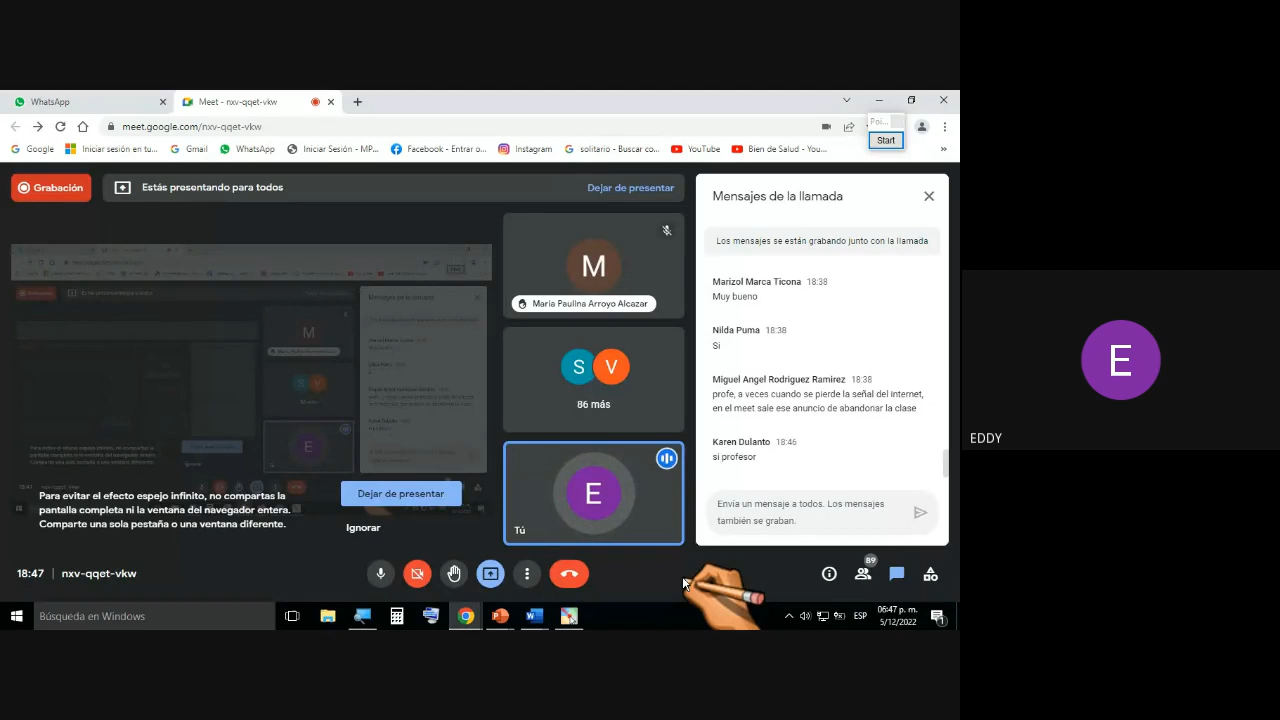 WhatsApp
Meet - nxv-qqet-vkw
meet.google.com/nxv-qqet-vkw
Poi...
Start
Google
Iniciar sesión en tu...
Gmail
WhatsApp
Iniciar Sesión - MP...
Facebook - Entrar o...
Instagram
solitario - Buscar co...
YouTube
Bien de Salud - You...
Grabación
Estás presentando para todos
Dejar de presentar
M
Maria Paulina Arroyo Alcazar
S V
86 más
E
Tú
Para evitar el efecto espejo infinito, no compartas la
pantalla completa ni la ventana del navegador entera.
Comparte una sola pestaña o una ventana diferente.
Dejar de presentar
Ignorar
Mensajes de la llamada
Los mensajes se están grabando junto con la llamada
Marizol Marca Ticona 18:38
Muy bueno
Nilda Puma 18:38
Si
Miguel Angel Rodriguez Ramirez 18:38
profe, a veces cuando se pierde la señal del internet,
en el meet sale ese anuncio de abandonar la clase
Karen Dulanto 18:46
si profesor
Envía un mensaje a todos. Los mensajes
también se graban.
18:47 | nxv-qqet-vkw
89
Búsqueda en Windows
ESP
06:47 p. m.
5/12/2022
1
E
EDDY